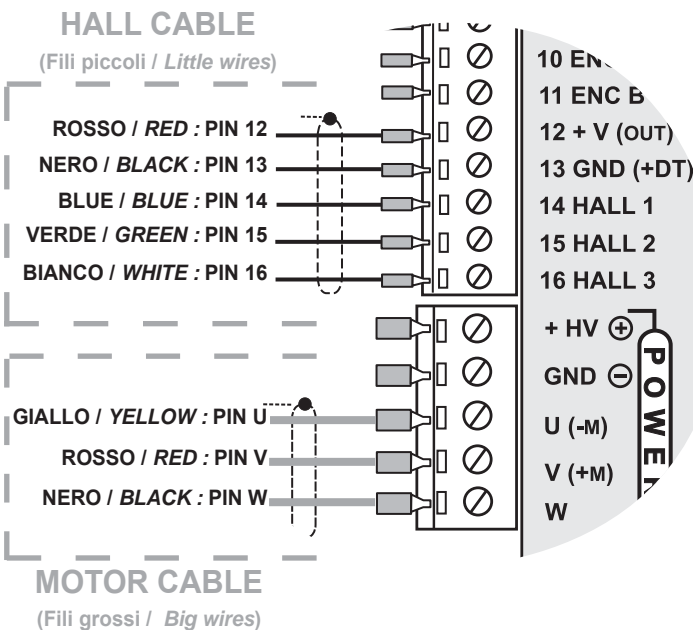 HALL CABLE
(Fili piccoli / Little wires)
ROSSO / RED : PIN 12
NERO / BLACK : PIN 13
BLUE / BLUE : PIN 14
VERDE / GREEN : PIN 15
BIANCO / WHITE : PIN 16
10 ENC
11 ENC B
12 + V (OUT)
13 GND (+DT)
14 HALL 1
15 HALL 2
16 HALL 3
+ HV ⊕
GND ⊖
U (-M)
V (+M)
W
POWER
GIALLO / YELLOW : PIN U
ROSSO / RED : PIN V
NERO / BLACK : PIN W
MOTOR CABLE
(Fili grossi / Big wires)